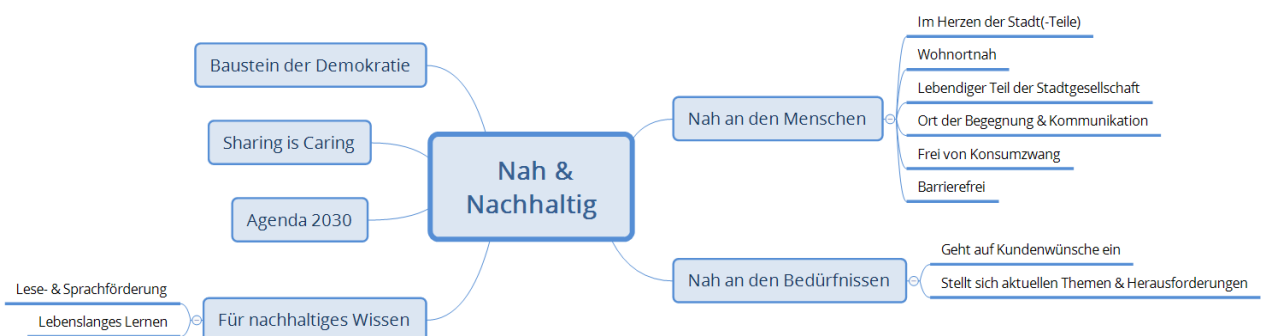 Nah &
Nachhaltig
Nah an den Menschen
Im Herzen der Stadt(-Teile)
Wohnortnah
Lebendiger Teil der Stadtgesellschaft
Ort der Begegnung & Kommunikation
Frei von Konsumzwang
Barrierefrei
Nah an den Bedürfnissen
Geht auf Kundenwünsche ein
Stellt sich aktuellen Themen & Herausforderungen
Baustein der Demokratie
Sharing is Caring
Agenda 2030
Für nachhaltiges Wissen
Lese- & Sprachförderung
Lebenslanges Lernen